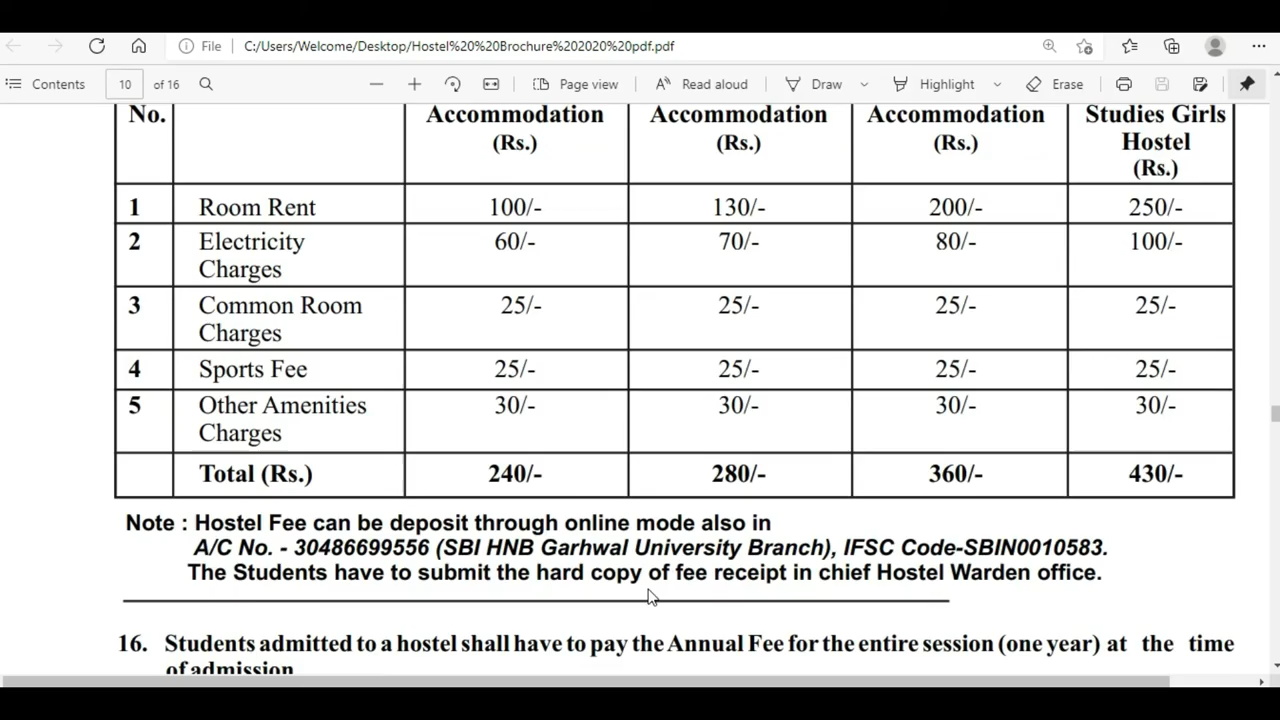 File C:/Users/Welcome/Desktop/Hostel%20%20Brochure%202020%20pdf.pdf
Contents 10 of 16 Page view Read aloud Draw Highlight Erase
No. Accommodation Accommodation Accommodation Studies Girls
(Rs.) (Rs.) (Rs.) Hostel
(Rs.)
1 Room Rent 100/- 130/- 200/- 250/-
2 Electricity 60/- 70/- 80/- 100/-
Charges
3 Common Room 25/- 25/- 25/- 25/-
Charges
4 Sports Fee 25/- 25/- 25/- 25/-
5 Other Amenities 30/- 30/- 30/- 30/-
Charges
Total (Rs.) 240/- 280/- 360/- 430/-
Note : Hostel Fee can be deposit through online mode also in
A/C No. - 30486699556 (SBI HNB Garhwal University Branch), IFSC Code-SBIN0010583.
The Students have to submit the hard copy of fee receipt in chief Hostel Warden office.
16. Students admitted to a hostel shall have to pay the Annual Fee for the entire session (one year) at the time
of admission